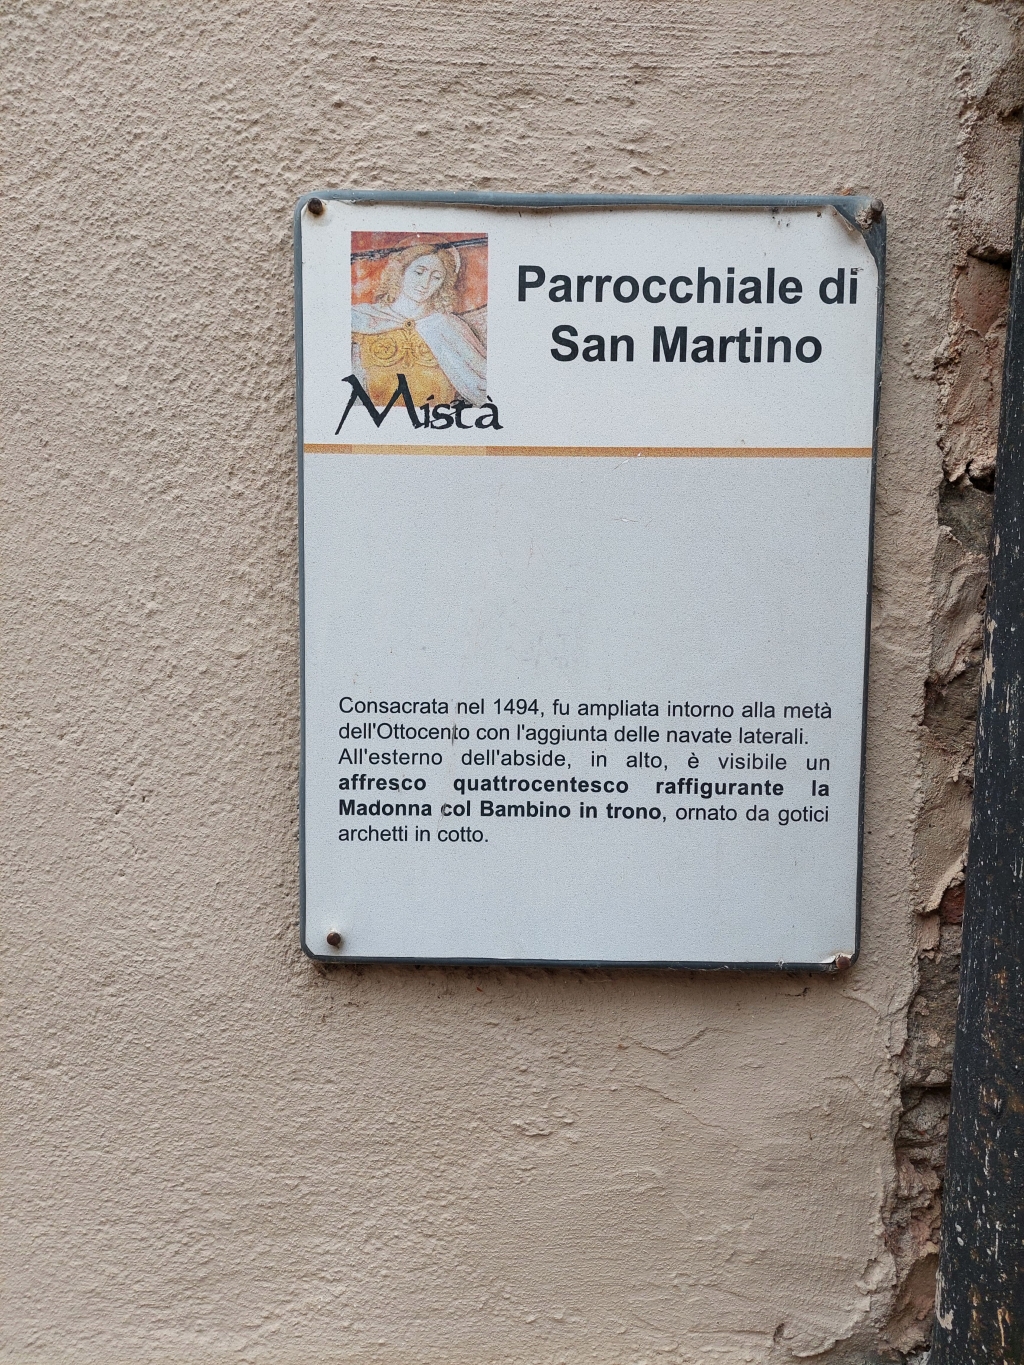 Parrocchiale di
San Martino
Mistà
Consacrata nel 1494, fu ampliata intorno alla metà
dell'Ottocento con l'aggiunta delle navate laterali.
All'esterno dell'abside, in alto, è visibile un
affresco quattrocentesco raffigurante la
Madonna col Bambino in trono, ornato da gotici
archetti in cotto.